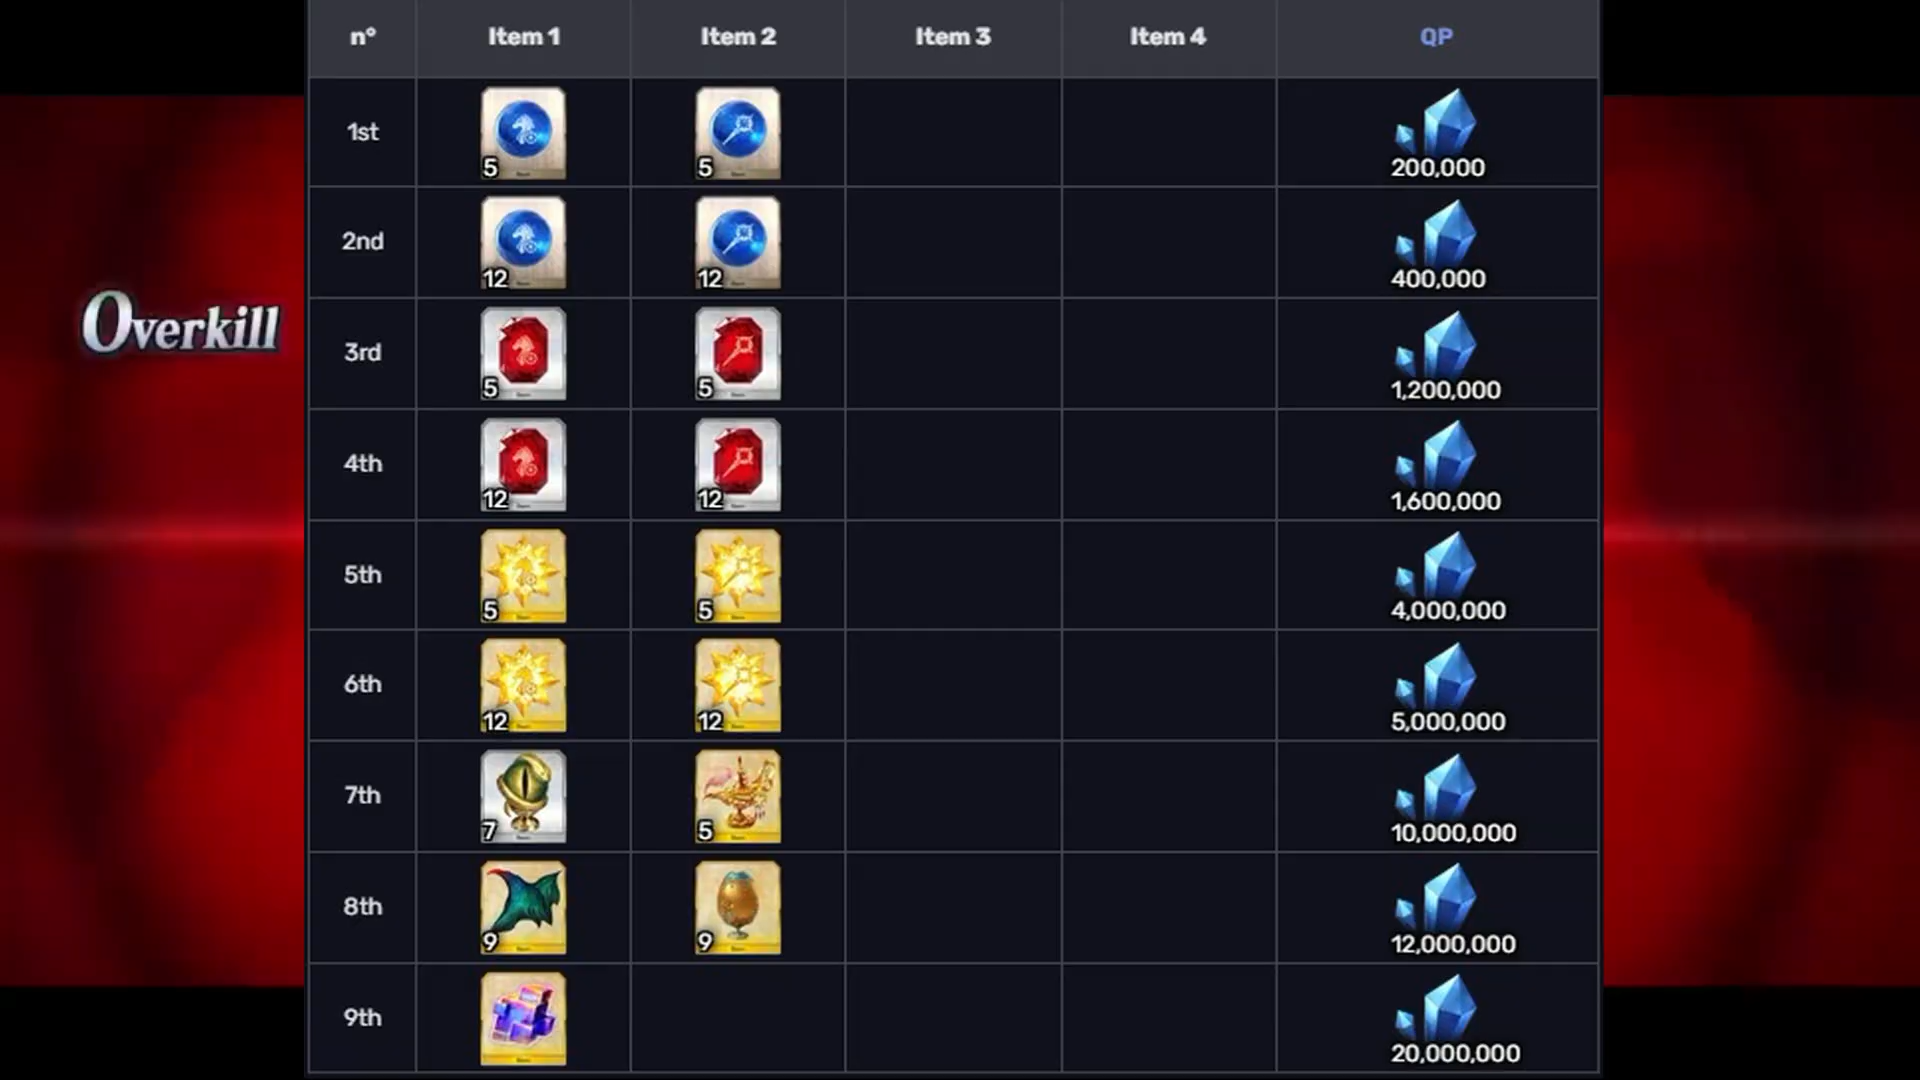 n° Item 1 Item 2 Item 3 Item 4 QP
1st 5 5 200,000
2nd 12 12 400,000
Overkill
3rd 5 5 1,200,000
4th 12 12 1,600,000
5th 5 5 4,000,000
6th 12 12 5,000,000
7th 7 5 10,000,000
8th 9 9 12,000,000
9th 20,000,000